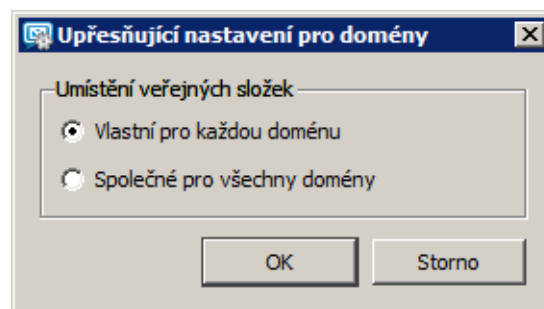 Upřesňující nastavení pro domény
Umístění veřejných složek
Vlastní pro každou doménu
Společné pro všechny domény
OK
Storno